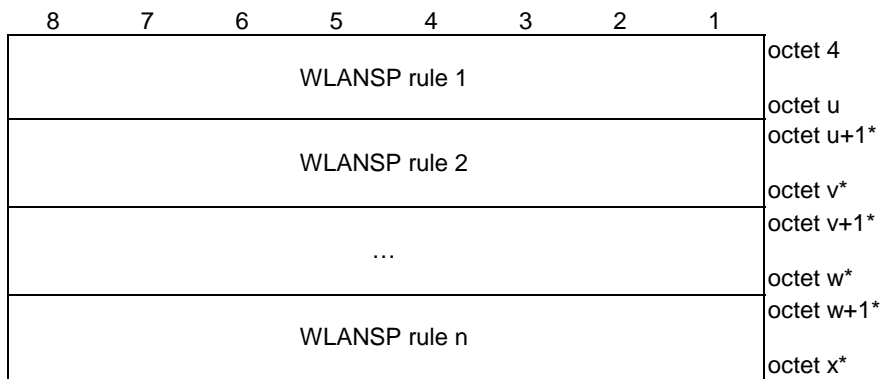 8 7 6 5 4 3 2 1
octet 4
WLANSP rule 1
octet u
octet u+1*
WLANSP rule 2
octet v*
octet v+1*
…
octet w*
octet w+1*
WLANSP rule n
octet x*